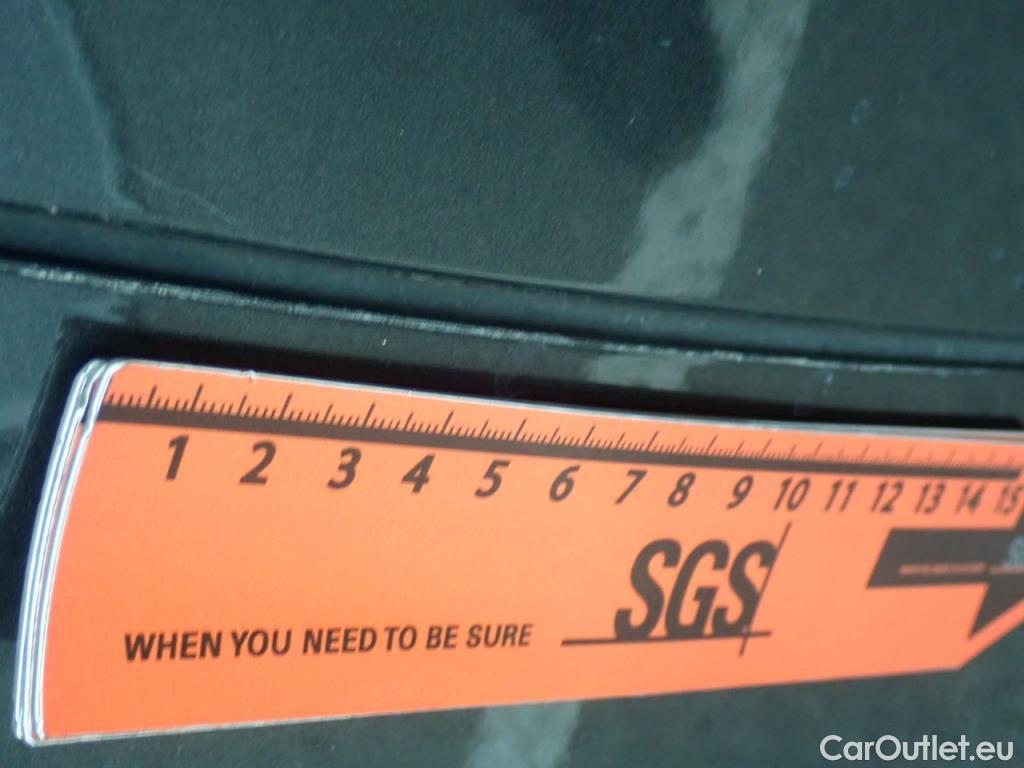 1 2 3 4 5 6 7 8 9 10 11 12 13 14 15
SGS
WHEN YOU NEED TO BE SURE
CarOutlet.eu